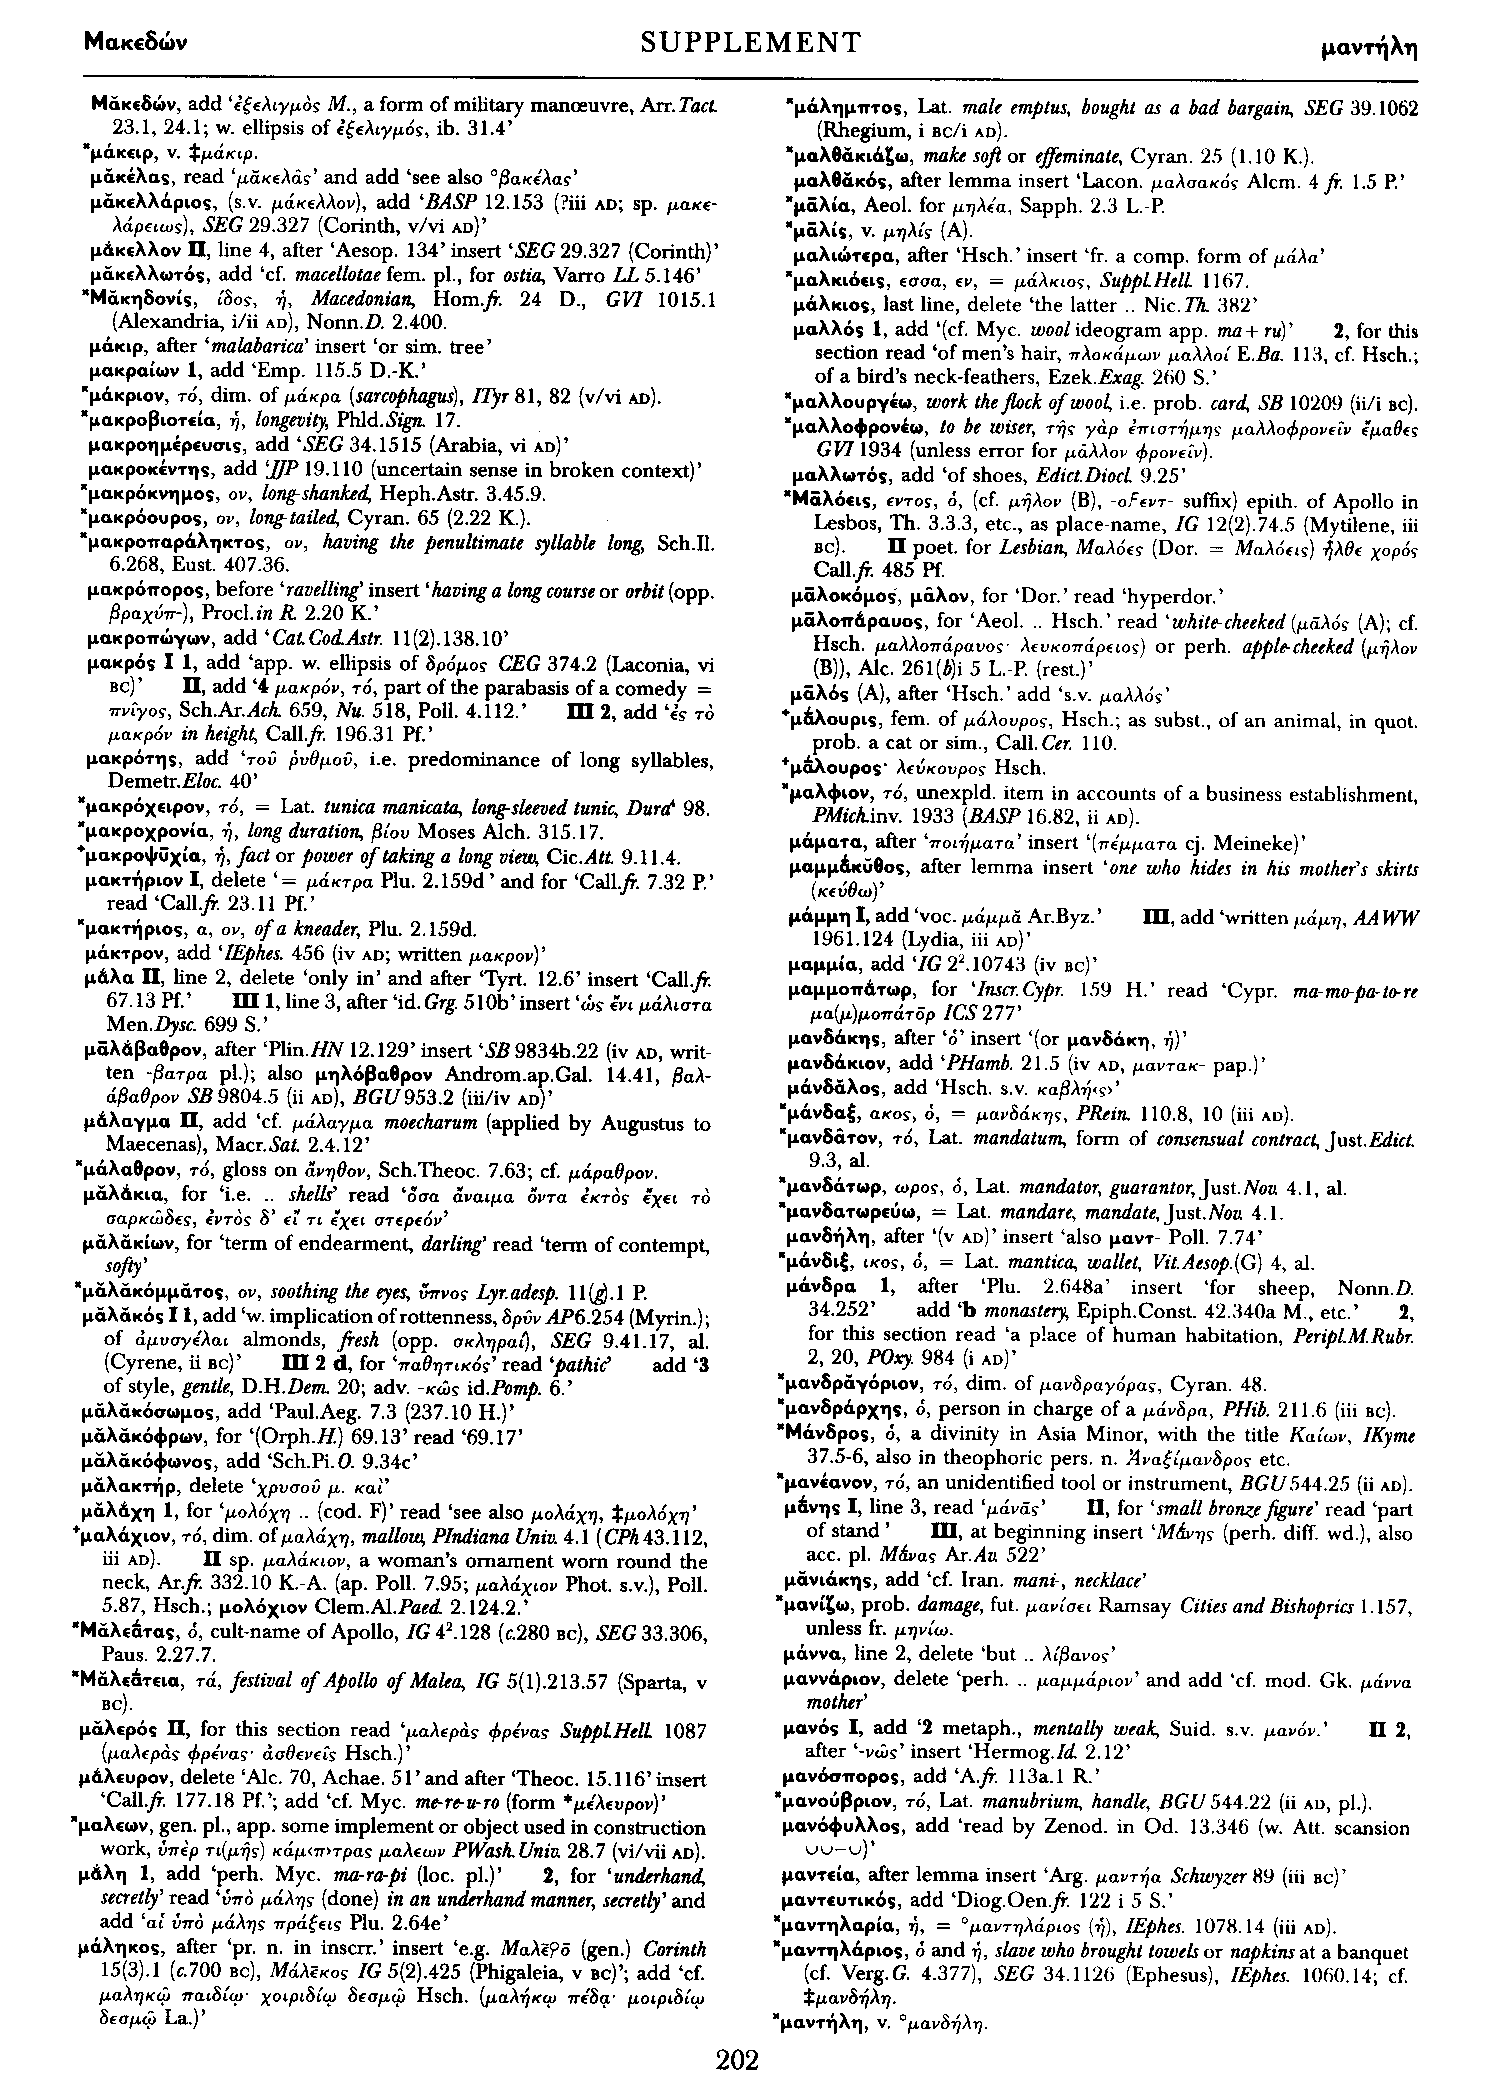 Μακεδών
SUPPLEMENT
μαντήλη
Μᾰκεδών, add ‘ἐξελιγμὸς Μ., a form of military manœuvre, Arr.Tact.
23.1, 24.1; w. ellipsis of ἐξελιγμός, ib. 31.4’
*μάκειρ, v. ‡μάκιρ.
μᾰκέλας, read ‘μᾰκελᾶς’ and add ‘see also °βακέλας’
μᾰκελλάριος, (s.v. μάκελλον), add ‘BASP 12.153 (?iii AD; sp. μακε-
λάρειως), SEG 29.327 (Corinth, v/vi AD)’
μάκελλον II, line 4, after ‘Aesop. 134’ insert ‘SEG 29.327 (Corinth)’
μᾰκελλωτός, add ‘cf. macellotae fem. pl., for ostia, Varro LL 5.146’
*Μᾰκηδονίς, ίδος, ἡ, Macedonian, Hom.fr. 24 D., GVI 1015.1
(Alexandria, i/ii AD), Nonn.D. 2.400.
μάκιρ, after ‘malabarica’ insert ‘or sim. tree’
μακραίων 1, add ‘Emp. 115.5 D.-K.’
*μάκριον, τό, dim. of μάκρα (sarcophagus), ITyr 81, 82 (v/vi AD).
*μακροβιοτεία, ἡ, longevity, Phld.Sign. 17.
μακροημέρευσις, add ‘SEG 34.1515 (Arabia, vi AD)’
μακροκέντης, add ‘JJP 19.110 (uncertain sense in broken context)’
*μακρόκνημος, ον, long-shanked, Heph.Astr. 3.45.9.
*μακρόουρος, ον, long-tailed, Cyran. 65 (2.22 K.).
*μακροπαράληκτος, ον, having the penultimate syllable long, Sch.Il.
6.268, Eust. 407.36.
μακρόπορος, before ‘ravelling’ insert ‘having a long course or orbit (opp.
βραχύπ-), Procl.in R. 2.20 K.’
μακροπώγων, add ‘Cat.Cod.Astr. 11(2).138.10’
μακρός I 1, add ‘app. w. ellipsis of δρόμος CEG 374.2 (Laconia, vi
BC)’ II, add ‘4 μακρόν, τό, part of the parabasis of a comedy =
πνῖγος, Sch.Ar.Ach. 659, Nu. 518, Poll. 4.112.’ III 2, add ‘ἐς τὸ
μακρόν in height, Call.fr. 196.31 Pf.’
μακρότης, add ‘τοῦ ῥυθμοῦ, i.e. predominance of long syllables,
Demetr.Eloc. 40’
*μακρόχειρον, τό, = Lat. tunica manicata, long-sleeved tunic, Dura⁴ 98.
*μακροχρονία, ἡ, long duration, βίου Moses Alch. 315.17.
⁺μακροψῡχία, ἡ, fact or power of taking a long view, Cic.Att. 9.11.4.
μακτήριον I, delete ‘= μάκτρα Plu. 2.159d’ and for ‘Call.fr. 7.32 P.’
read ‘Call.fr. 23.11 Pf.’
*μακτήριος, α, ον, of a kneader, Plu. 2.159d.
μάκτρον, add ‘IEphes. 456 (iv AD; written μακρον)’
μάλα II, line 2, delete ‘only in’ and after ‘Tyrt. 12.6’ insert ‘Call.fr.
67.13 Pf.’ III 1, line 3, after ‘id.Grg. 510b’ insert ‘ὡς ἔνι μάλιστα
Men.Dysc. 699 S.’
μᾱλάβαθρον, after ‘Plin.HN 12.129’ insert ‘SB 9834b.22 (iv AD, writ-
ten -βατρα pl.); also μηλόβαθρον Androm.ap.Gal. 14.41, βαλ-
άβαθρον SB 9804.5 (ii AD), BGU 953.2 (iii/iv AD)’
μάλαγμα II, add ‘cf. μάλαγμα moecharum (applied by Augustus to
Maecenas), Macr.Sat. 2.4.12’
*μάλαθρον, τό, gloss on ἄνηθον, Sch.Theoc. 7.63; cf. μάραθρον.
μᾰλάκια, for ‘i.e. .. shells’ read ‘ὅσα ἄναιμα ὄντα ἐκτὸς ἔχει τὸ
σαρκῶδες, ἐντὸς δ’ εἴ τι ἔχει στερεόν’
μᾰλᾰκίων, for ‘term of endearment, darling’ read ‘term of contempt,
softy’
*μᾰλᾰκόμμᾰτος, ον, soothing the eyes, ὕπνος Lyr.adesp. 11(g).1 P.
μᾰλᾰκός I 1, add ‘w. implication of rottenness, δρῦν AP 6.254 (Myrin.);
of ἀμυσγέλαι almonds, fresh (opp. σκληραί), SEG 9.41.17, al.
(Cyrene, ii BC)’ III 2 d, for ‘παθητικός’ read ‘pathic’ add ‘3
of style, gentle, D.H.Dem. 20; adv. -κῶς id.Pomp. 6.’
μᾰλᾰκόσωμος, add ‘Paul.Aeg. 7.3 (237.10 H.)’
μᾰλᾰκόφρων, for ‘(Orph.H.) 69.13’ read ‘69.17’
μᾰλᾰκόφωνος, add ‘Sch.Pi.O. 9.34c’
μᾰλακτήρ, delete ‘χρυσοῦ μ. καὶ’
μᾰλάχη 1, for ‘μολόχη .. (cod. F)’ read ‘see also μολάχη, ‡μολόχη’
⁺μαλάχιον, τό, dim. of μαλάχη, mallow, PIndiana Univ. 4.1 (CPh 43.112,
iii AD). II sp. μαλάκιον, a woman’s ornament worn round the
neck, Ar.fr. 332.10 K.-A. (ap. Poll. 7.95; μαλάχιον Phot. s.v.), Poll.
5.87, Hsch.; μολόχιον Clem.Al.Paed. 2.124.2.’
*Μᾰλεάτας, ὁ, cult-name of Apollo, IG 4².128 (c.280 BC), SEG 33.306,
Paus. 2.27.7.
*Μᾰλεάτεια, τά, festival of Apollo of Malea, IG 5(1).213.57 (Sparta, v
BC).
μᾰλερός II, for this section read ‘μαλερὰς φρένας Suppl.Hell. 1087
(μαλερὰς φρένας· ἀσθενεῖς Hsch.)’
μάλευρον, delete ‘Alc. 70, Achae. 51’ and after ‘Theoc. 15.116’ insert
‘Call.fr. 177.18 Pf.’; add ‘cf. Myc. me-re-u-ro (form *μέλευρον)’
*μαλεων, gen. pl., app. some implement or object used in construction
work, ὑπὲρ τι(μῆς) κάμ‹π›τρας μαλεων PWash.Univ. 28.7 (vi/vii AD).
μάλη 1, add ‘perh. Myc. ma-ra-pi (loc. pl.)’ 2, for ‘underhand,
secretly’ read ‘ὑπὸ μάλης (done) in an underhand manner, secretly’ and
add ‘αἱ ὑπὸ μάλης πράξεις Plu. 2.64e’
μάληκος, after ‘pr. n. in inscrr.’ insert ‘e.g. Μαλε̄ϙο̄ (gen.) Corinth
15(3).1 (c.700 BC), Μάλε̄κος IG 5(2).425 (Phigaleia, v BC)’; add ‘cf.
μαληκῷ παιδίῳ· χοιριδίῳ δεσμῷ Hsch. (μαλήκῳ πέδᾳ· μοιριδίῳ
δεσμῷ La.)’
*μάλημπτος, Lat. male emptus, bought as a bad bargain, SEG 39.1062
(Rhegium, i BC/i AD).
*μαλθᾰκιάζω, make soft or effeminate, Cyran. 25 (1.10 K.).
μαλθᾰκός, after lemma insert ‘Lacon. μαλσακός Alcm. 4 fr. 1.5 P.’
*μᾱλία, Aeol. for μηλέα, Sapph. 2.3 L.-P.
*μᾱλίς, v. μηλίς (A).
μαλιώτερα, after ‘Hsch.’ insert ‘fr. a comp. form of μάλα’
*μαλκιόεις, εσσα, εν, = μάλκιος, Suppl.Hell. 1167.
μάλκιος, last line, delete ‘the latter .. Nic.Th. 382’
μαλλός 1, add ‘(cf. Myc. wool ideogram app. ma + ru)’ 2, for this
section read ‘of men’s hair, πλοκάμων μαλλοί E.Ba. 113, cf. Hsch.;
of a bird’s neck-feathers, Ezek.Exag. 260 S.’
*μαλλουργέω, work the flock of wool, i.e. prob. card, SB 10209 (ii/i BC).
*μαλλοφρονέω, to be wiser, τῆς γὰρ ἐπιστήμης μαλλοφρονεῖν ἔμαθες
GVI 1934 (unless error for μᾶλλον φρονεῖν).
μαλλωτός, add ‘of shoes, Edict.Diocl. 9.25’
*Μᾱλόεις, εντος, ὁ, (cf. μῆλον (B), -οϝεντ- suffix) epith. of Apollo in
Lesbos, Th. 3.3.3, etc., as place-name, IG 12(2).74.5 (Mytilene, iii
BC). II poet. for Lesbian, Μαλόες (Dor. = Μαλόεις) ἦλθε χορός
Call.fr. 485 Pf.
μᾱλοκόμος, μᾶλον, for ‘Dor.’ read ‘hyperdor.’
μᾱλοπάραυος, for ‘Aeol. .. Hsch.’ read ‘white-cheeked (μᾱλός (A); cf.
Hsch. μαλλοπάραυος· λευκοπάρειος) or perh. apple-cheeked (μῆλον
(B)), Alc. 261(b)i 5 L.-P. (rest.)’
μᾱλός (A), after ‘Hsch.’ add ‘s.v. μαλλός’
⁺μᾱ́λουρις, fem. of μάλουρος, Hsch.; as subst., of an animal, in quot.
prob. a cat or sim., Call.Cer. 110.
⁺μᾱ́λουρος· λεύκουρος Hsch.
*μαλφιον, τό, unexpld. item in accounts of a business establishment,
PMich.inv. 1933 (BASP 16.82, ii AD).
μάματα, after ‘ποιήματα’ insert ‘(πέμματα cj. Meineke)’
μαμμάκῠθος, after lemma insert ‘one who hides in his mother’s skirts
(κεύθω)’
μάμμη I, add ‘voc. μάμμᾰ Ar.Byz.’ III, add ‘written μάμη, AAWW
1961.124 (Lydia, iii AD)’
μαμμία, add ‘IG 2².10743 (iv BC)’
μαμμοπάτωρ, for ‘Inscr.Cypr. 159 H.’ read ‘Cypr. ma-mo-pa-to-re
μα(μ)μοπάτο̄ρ ICS 277’
μανδάκης, after ‘ὁ’ insert ‘(or μανδάκη, ἡ)’
μανδάκιον, add ‘PHamb. 21.5 (iv AD, μαντακ- pap.)’
μάνδᾰλος, add ‘Hsch. s.v. καβλή‹ς›’
*μάνδαξ, ακος, ὁ, = μανδάκης, PRein. 110.8, 10 (iii AD).
*μανδᾶτον, τό, Lat. mandatum, form of consensual contract, Just.Edict.
9.3, al.
*μανδάτωρ, ωρος, ὁ, Lat. mandator, guarantor, Just.Nov. 4.1, al.
*μανδατωρεύω, = Lat. mandare, mandate, Just.Nov. 4.1.
μανδήλη, after ‘(v AD)’ insert ‘also μαντ- Poll. 7.74’
*μάνδιξ, ικος, ὁ, = Lat. mantica, wallet, Vit.Aesop.(G) 4, al.
μάνδρα 1, after ‘Plu. 2.648a’ insert ‘for sheep, Nonn.D.
34.252’ add ‘b monastery, Epiph.Const. 42.340a M., etc.’ 2,
for this section read ‘a place of human habitation, Peripl.M.Rubr.
2, 20, POxy. 984 (i AD)’
*μανδρᾰγόριον, τό, dim. of μανδραγόρας, Cyran. 48.
*μανδράρχης, ὁ, person in charge of a μάνδρα, PHib. 211.6 (iii BC).
*Μάνδρος, ὁ, a divinity in Asia Minor, with the title Καίων, IKyme
37.5-6, also in theophoric pers. n. Ἀναξίμανδρος etc.
*μανέανον, τό, an unidentified tool or instrument, BGU 544.25 (ii AD).
μάνης I, line 3, read ‘μάνᾱς’ II, for ‘small bronze figure’ read ‘part
of stand ’ III, at beginning insert ‘Μάνης (perh. diff. wd.), also
acc. pl. Μάνας Ar.Av. 522’
μᾰνιάκης, add ‘cf. Iran. mani-, necklace’
*μανίζω, prob. damage, fut. μανίσει Ramsay Cities and Bishoprics 1.157,
unless fr. μηνίω.
μάννα, line 2, delete ‘but .. λίβανος’
μαννάριον, delete ‘perh. .. μαμμάριον’ and add ‘cf. mod. Gk. μάννα
mother’
μανός I, add ‘2 metaph., mentally weak, Suid. s.v. μανόν.’ II 2,
after ‘-νῶς’ insert ‘Hermog.Id. 2.12’
μανόσπορος, add ‘A.fr. 113a.1 R.’
*μανούβριον, τό, Lat. manubrium, handle, BGU 544.22 (ii AD, pl.).
μανόφυλλος, add ‘read by Zenod. in Od. 13.346 (w. Att. scansion
∪∪–∪)’
μαντεία, after lemma insert ‘Arg. μαντήα Schwyzer 89 (iii BC)’
μαντευτικός, add ‘Diog.Oen.fr. 122 i 5 S.’
*μαντηλαρία, ἡ, = °μαντηλάριος (ἡ), IEphes. 1078.14 (iii AD).
*μαντηλάριος, ὁ and ἡ, slave who brought towels or napkins at a banquet
(cf. Verg.G. 4.377), SEG 34.1126 (Ephesus), IEphes. 1060.14; cf.
‡μανδήλη.
*μαντήλη, v. °μανδήλη.
202